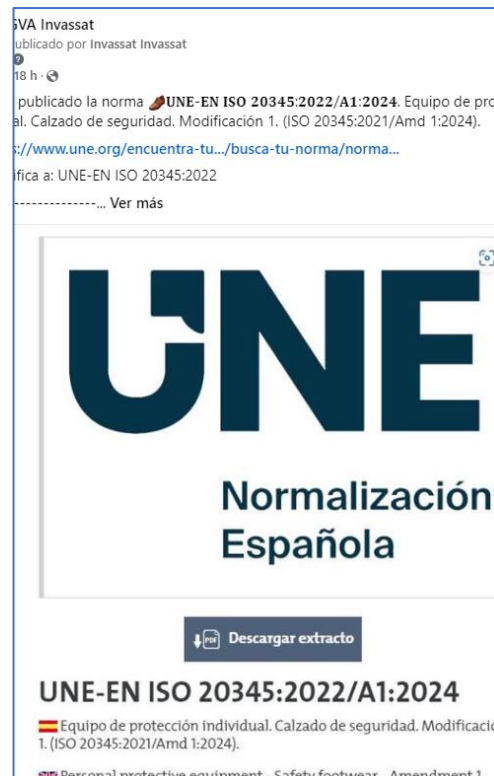 GVA Invassat
ublicado por Invassat Invassat
18 h ·
publicado la norma UNE-EN ISO 20345:2022/A1:2024. Equipo de pro
al. Calzado de seguridad. Modificación 1. (ISO 20345:2021/Amd 1:2024).
s://www.une.org/encuentra-tu.../busca-tu-norma/norma...
ifica a: UNE-EN ISO 20345:2022
--------------... Ver más
UNE
Normalización
Española
PDF Descargar extracto
UNE-EN ISO 20345:2022/A1:2024
Equipo de protección individual. Calzado de seguridad. Modificació
1. (ISO 20345:2021/Amd 1:2024).
Personal protective equipment - Safety footwear - Amendment 1